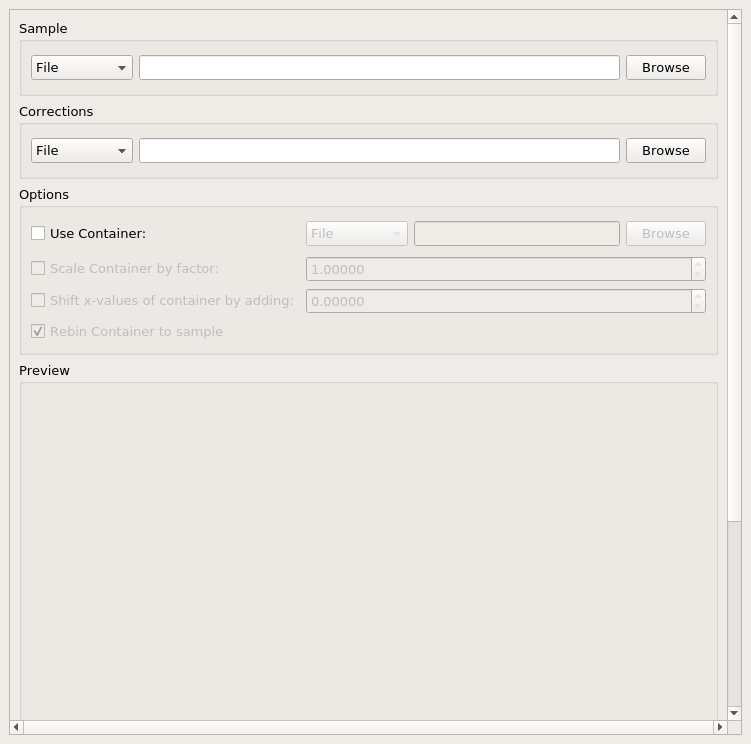 Sample
File Browse
Corrections
File Browse
Options
Use Container: File Browse
Scale Container by factor: 1.00000
Shift x-values of container by adding: 0.00000
Rebin Container to sample
Preview